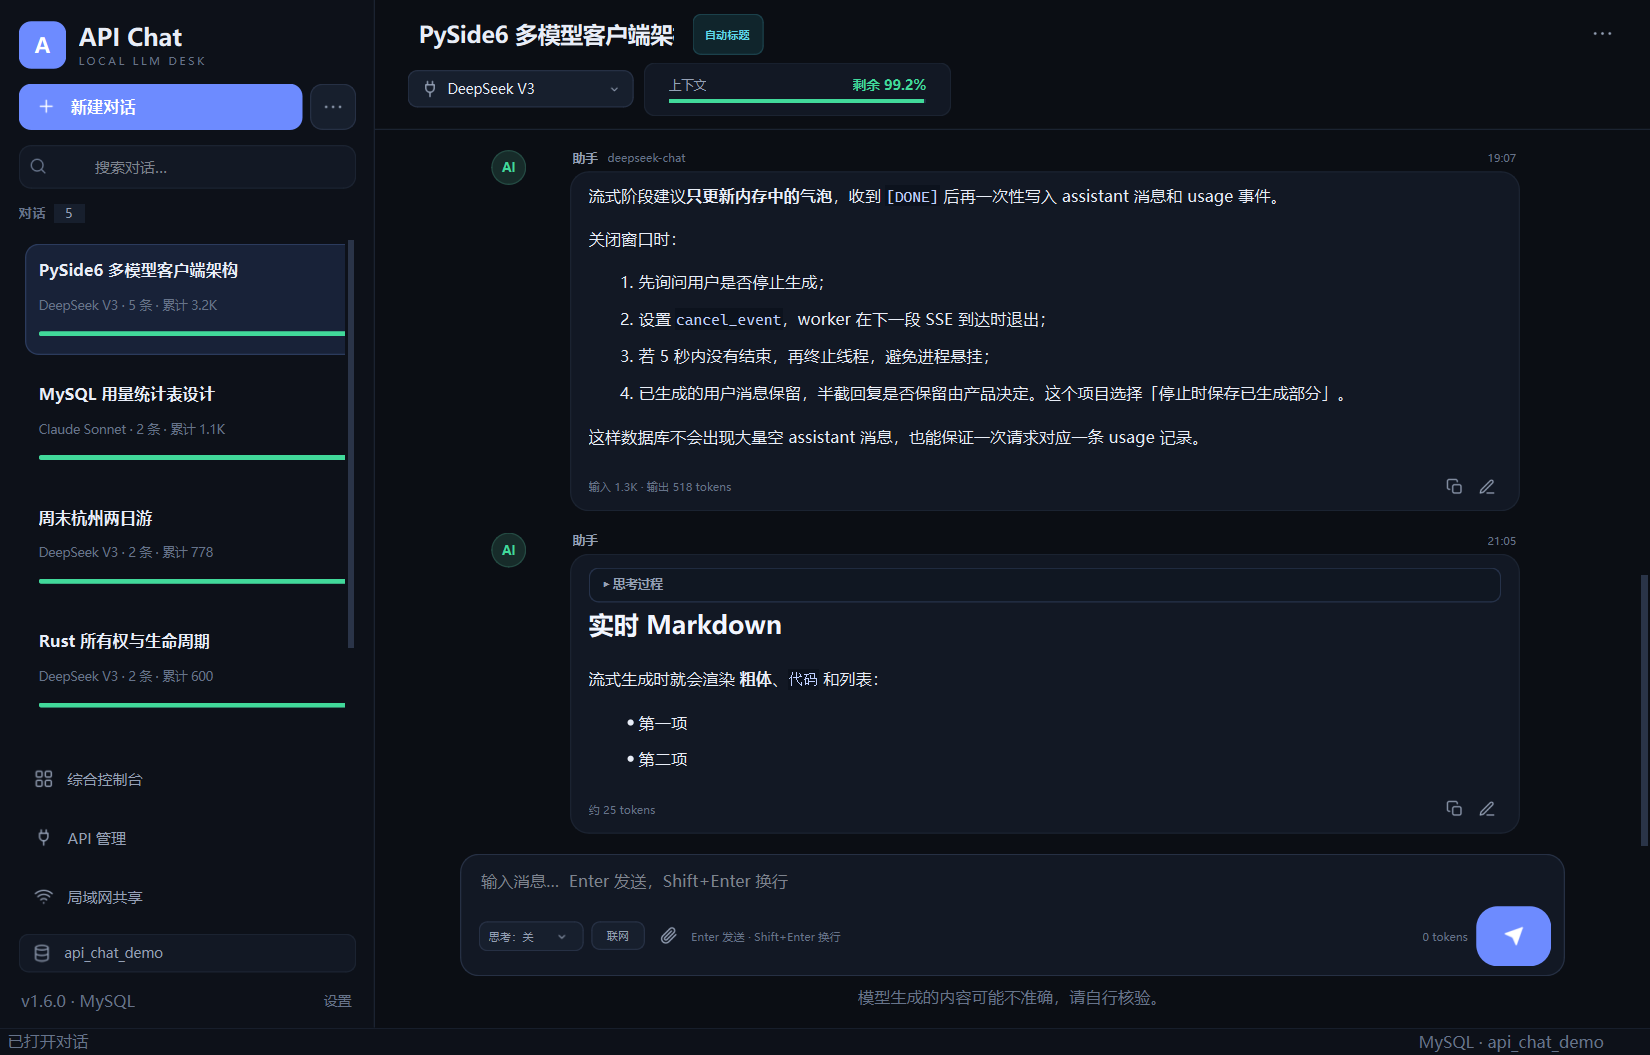 A
API Chat
LOCAL LLM DESK
+ 新建对话
···
搜索对话...
对话 5
PySide6 多模型客户端架构
DeepSeek V3 · 5 条 · 累计 3.2K
MySQL 用量统计表设计
Claude Sonnet · 2 条 · 累计 1.1K
周末杭州两日游
DeepSeek V3 · 2 条 · 累计 778
Rust 所有权与生命周期
DeepSeek V3 · 2 条 · 累计 600
综合控制台
API 管理
局域网共享
api_chat_demo
v1.6.0 · MySQL 设置
已打开对话
PySide6 多模型客户端架
自动标题
···
DeepSeek V3
上下文 剩余 99.2%
AI
助手 deepseek-chat 19:07
流式阶段建议只更新内存中的气泡，收到 [DONE] 后再一次性写入 assistant 消息和 usage 事件。
关闭窗口时：
1. 先询问用户是否停止生成；
2. 设置 cancel_event，worker 在下一段 SSE 到达时退出；
3. 若 5 秒内没有结束，再终止线程，避免进程悬挂；
4. 已生成的用户消息保留，半截回复是否保留由产品决定。这个项目选择「停止时保存已生成部分」。
这样数据库不会出现大量空 assistant 消息，也能保证一次请求对应一条 usage 记录。
输入 1.3K · 输出 518 tokens
AI
助手 21:05
▸ 思考过程
实时 Markdown
流式生成时就会渲染 粗体、代码 和列表：
• 第一项
• 第二项
约 25 tokens
输入消息... Enter 发送，Shift+Enter 换行
思考：关
联网
Enter 发送 · Shift+Enter 换行
0 tokens
模型生成的内容可能不准确，请自行核验。
MySQL · api_chat_demo